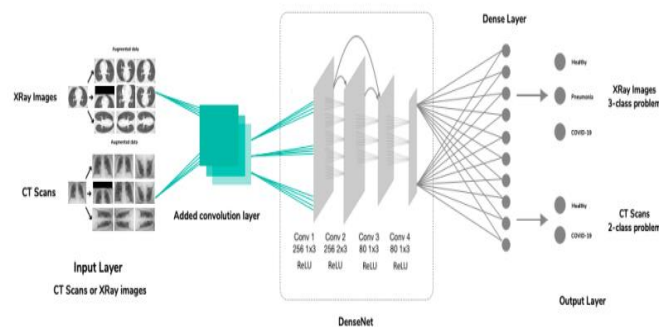 Augmented data
XRay Images
Augmented data
CT Scans
Input Layer
CT Scans or XRay images
Added convolution layer
Conv 1 Conv 2 Conv 3 Conv 4
256 1x3 256 2x3 80 1x3 80 1x3
ReLU ReLU ReLU ReLU
DenseNet
Dense Layer
Healthy
Pneumonia
COVID-19
XRay Images
3-class problem
Healthy
COVID-19
CT Scans
2-class problem
Output Layer